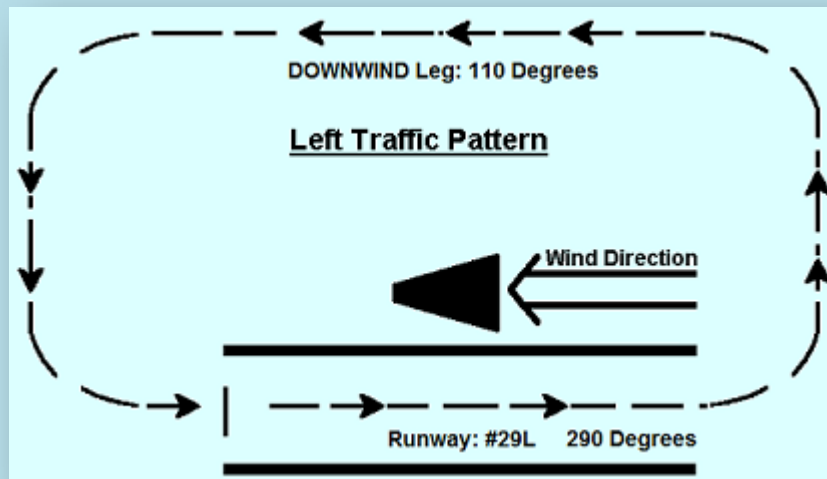 DOWNWIND Leg: 110 Degrees
Left Traffic Pattern
Wind Direction
Runway: #29L 290 Degrees